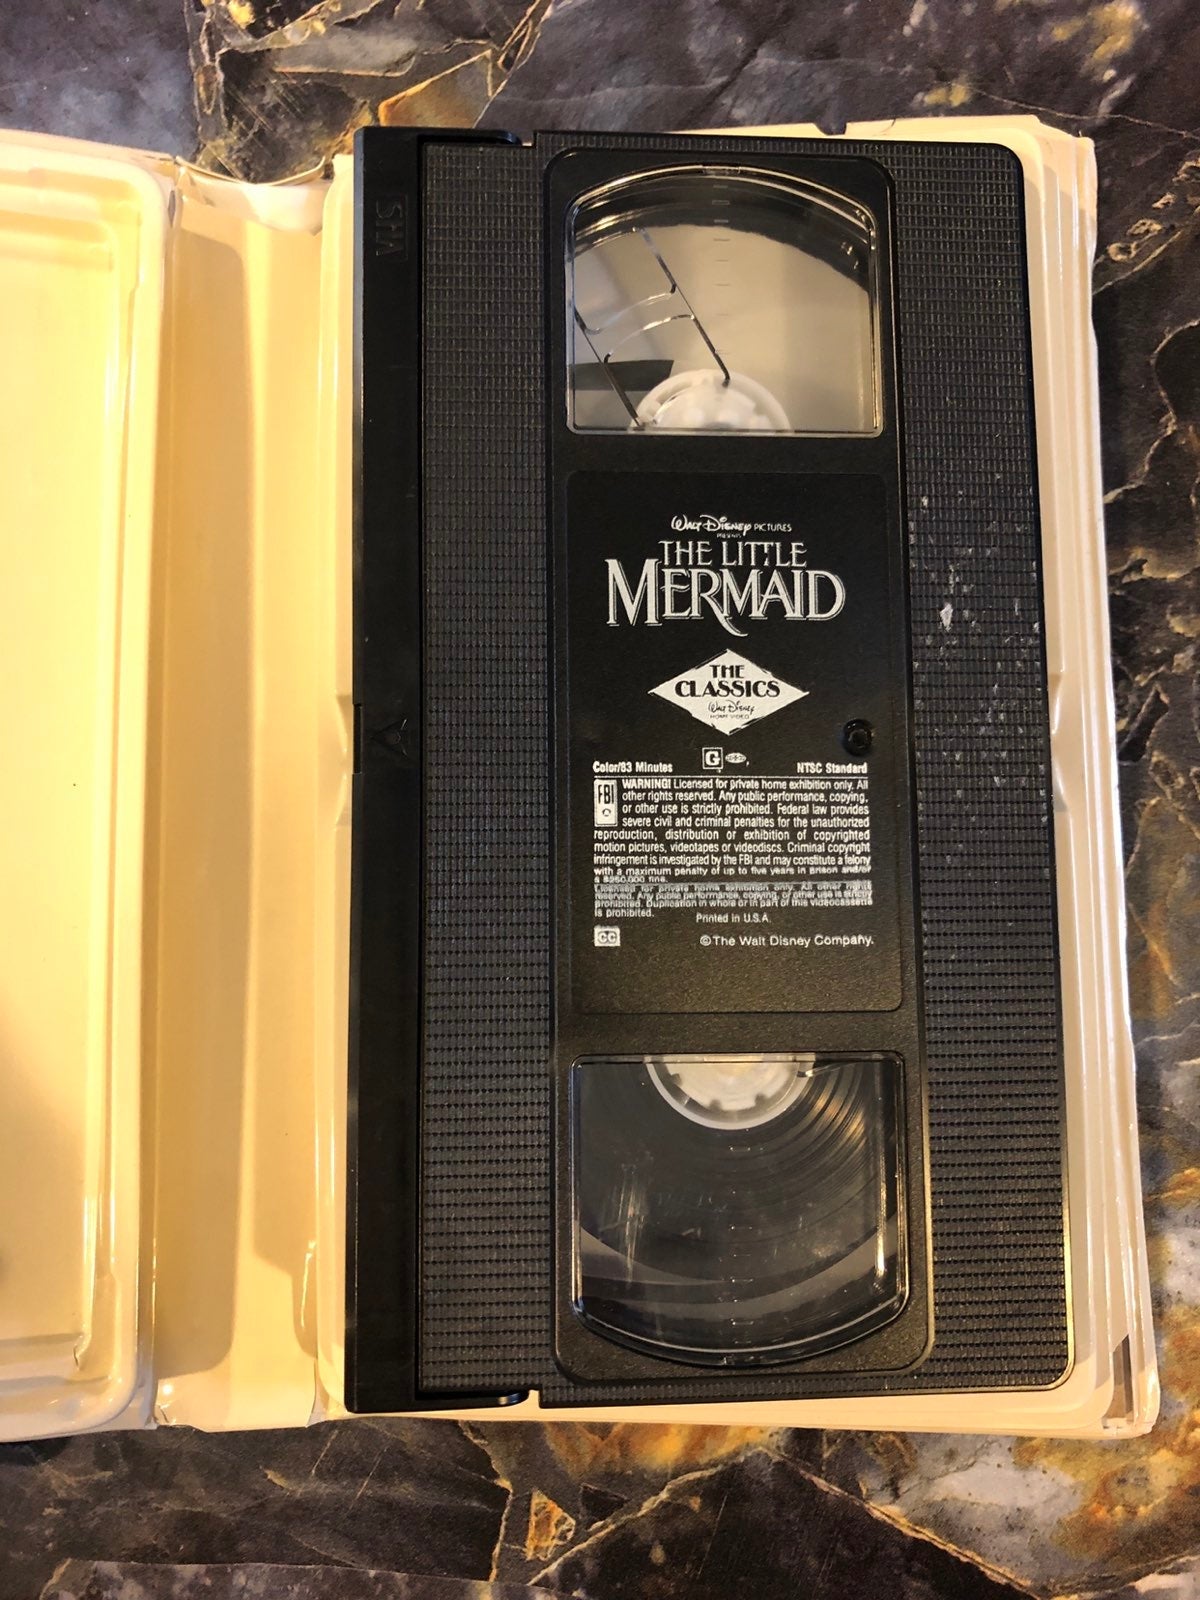 VHS
WALT DISNEY PICTURES
PRESENTS
THE LITTLE
MERMAID
THE
CLASSICS
Walt Disney
HOME VIDEO
G
Color/83 Minutes NTSC Standard
FBI WARNING! Licensed for private home exhibition only. All
other rights reserved. Any public performance, copying,
or other use is strictly prohibited. Federal law provides
severe civil and criminal penalties for the unauthorized
reproduction, distribution or exhibition of copyrighted
motion pictures, videotapes or videodiscs. Criminal copyright
infringement is investigated by the FBI and may constitute a felony
with a maximum penalty of up to five years in prison and/or
a $250,000 fine.
Licensed for private home exhibition only. All other rights
reserved. Any public performance, copying, or other use is strictly
prohibited. Duplication in whole or in part of this videocassette
is prohibited.
Printed in U.S.A.
CC ©The Walt Disney Company.